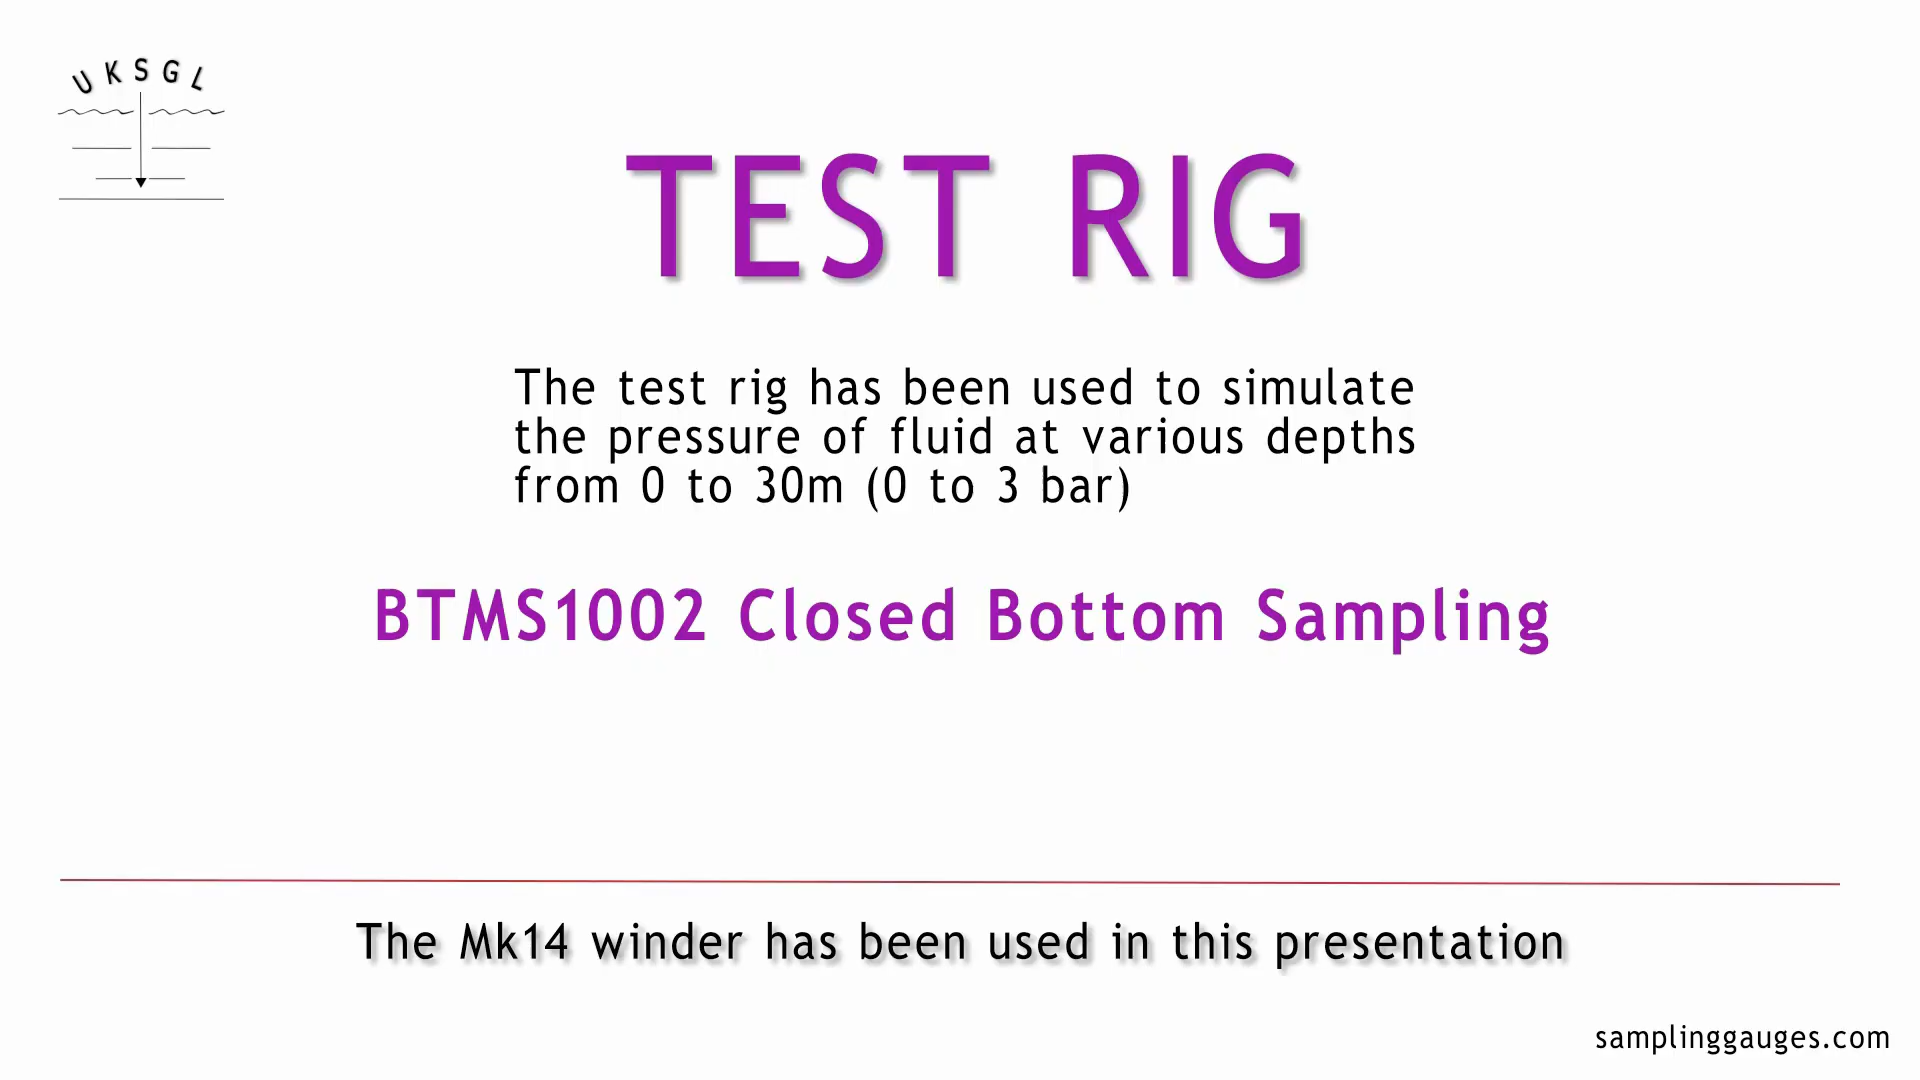 UKSGL
TEST RIG
The test rig has been used to simulate
the pressure of fluid at various depths
from 0 to 30m (0 to 3 bar)
BTMS1002 Closed Bottom Sampling
The Mk14 winder has been used in this presentation
samplinggauges.com